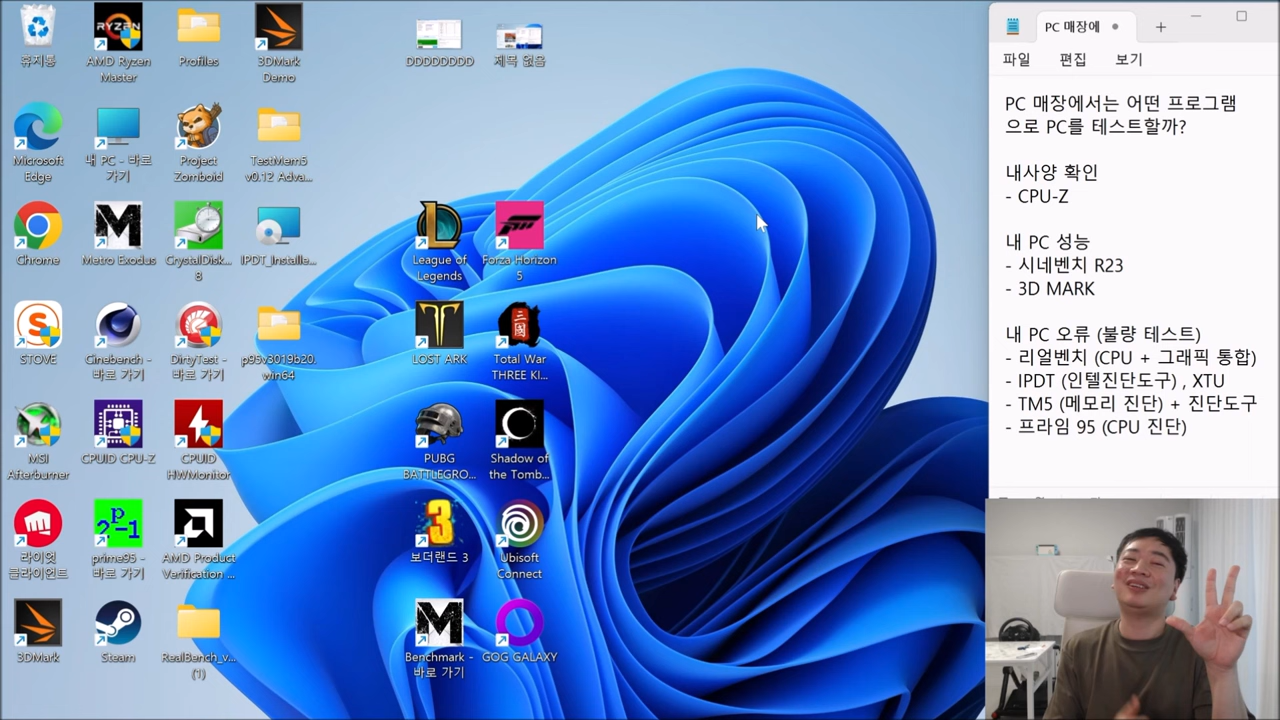 휴지통
RYZEN
AMD Ryzen
Master
Profiles
3DMark
Demo
DDDDDDDD
제목 없음
Microsoft
Edge
내 PC - 바로
가기
Project
Zomboid
TestMem5
v0.12 Adva...
Chrome
Metro Exodus
CrystalDisk...
8
IPDT_Installe...
League of
Legends
Forza Horizon
5
STOVE
Cinebench -
바로 가기
DirtyTest -
바로 가기
p95v3019b20.
win64
LOST ARK
三國
Total War
THREE KI...
MSI
Afterburner
CPUID CPU-Z
CPUID
HWMonitor
PUBG
BATTLEGRO...
Shadow of
the Tomb...
라이엇
클라이언트
prime95 -
바로 가기
AMD Product
Verification ...
보더랜드 3
Ubisoft
Connect
3DMark
Steam
RealBench_v...
(1)
Benchmark -
바로 가기
GOG GALAXY
PC 매장에
파일 편집 보기
PC 매장에서는 어떤 프로그램
으로 PC를 테스트할까?
내사양 확인
- CPU-Z
내 PC 성능
- 시네벤치 R23
- 3D MARK
내 PC 오류 (불량 테스트)
- 리얼벤치 (CPU + 그래픽 통합)
- IPDT (인텔진단도구) , XTU
- TM5 (메모리 진단) + 진단도구
- 프라임 95 (CPU 진단)